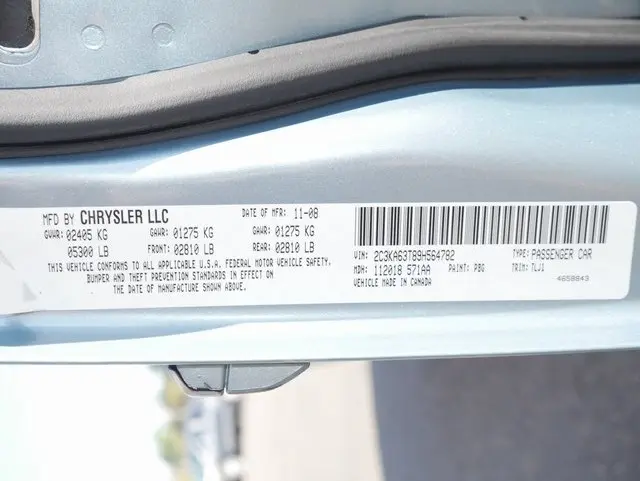 MFD BY CHRYSLER LLC DATE OF MFR: 11-08
GVWR: 02405 KG GAWR: 01275 KG GAWR: 01275 KG
05300 LB FRONT: 02810 LB REAR: 02810 LB
THIS VEHICLE CONFORMS TO ALL APPLICABLE U.S.A. FEDERAL MOTOR VEHICLE SAFETY,
BUMPER AND THEFT PREVENTION STANDARDS IN EFFECT ON
THE DATE OF MANUFACTURE SHOWN ABOVE.
VIN: 2C3KA63T89H564782 TYPE: PASSENGER CAR
MDH: 112018 571AA PAINT: PBG TRIM: TLJ1
VEHICLE MADE IN CANADA 4658843